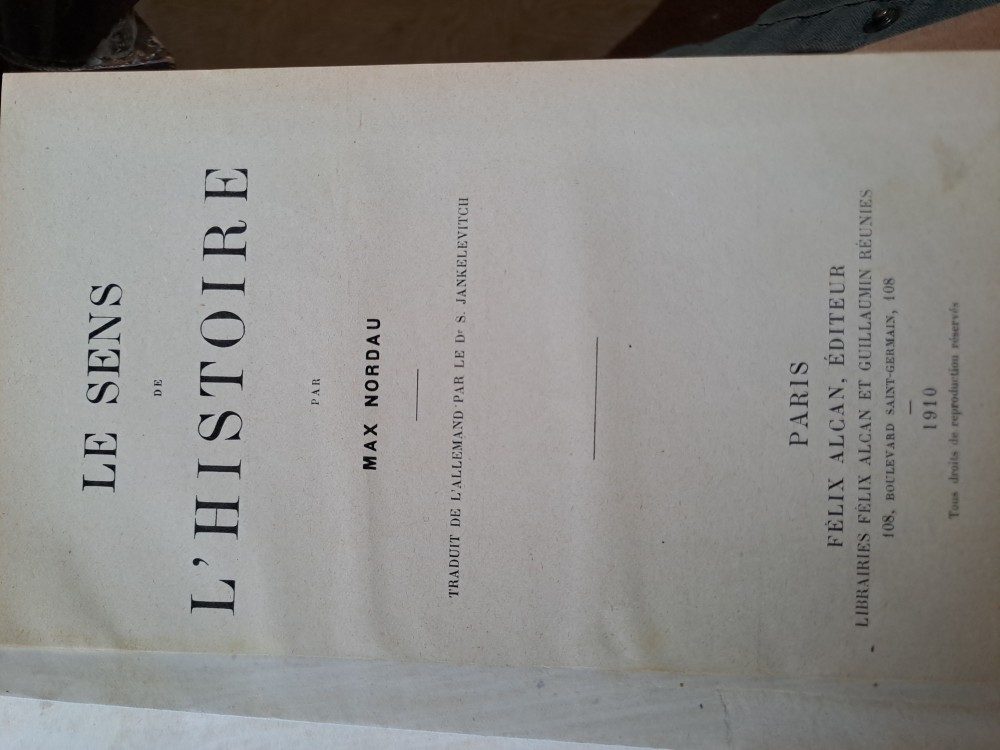 LE SENS
DE
L'HISTOIRE
PAR
MAX NORDAU
TRADUIT DE L'ALLEMAND PAR LE Dr S. JANKELEVITCH
PARIS
FÉLIX ALCAN, ÉDITEUR
LIBRAIRIES FÉLIX ALCAN ET GUILLAUMIN RÉUNIES
108, BOULEVARD SAINT-GERMAIN, 108
1910
Tous droits de reproduction réservés